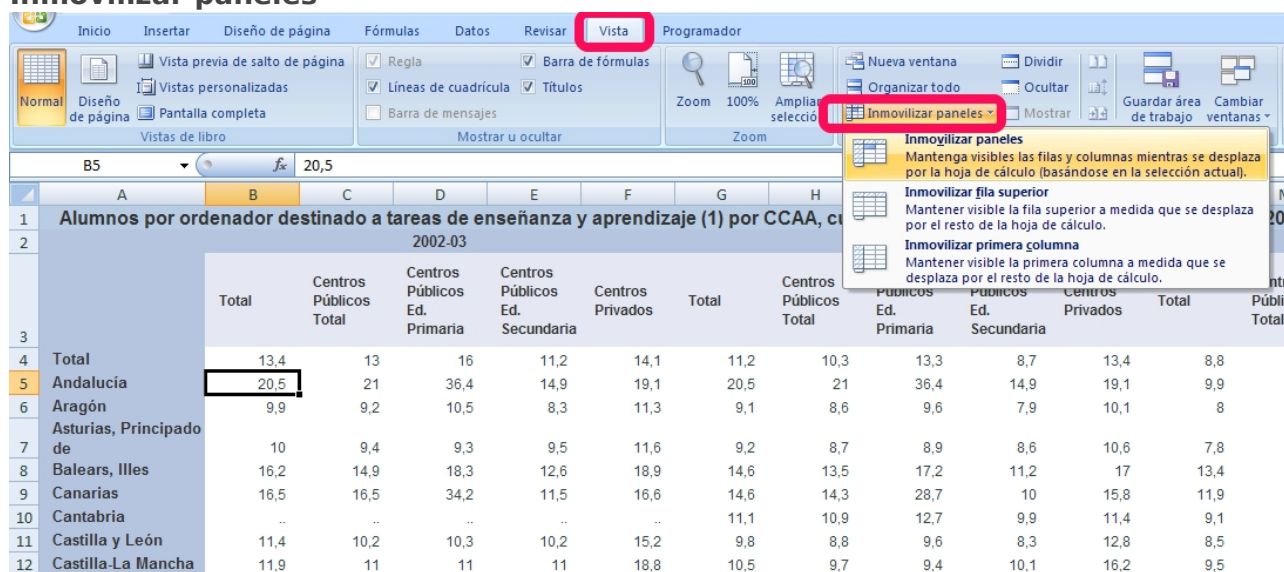 Inmovilizar paneles
Inicio Insertar Diseño de página Fórmulas Datos Revisar Vista Programador
Normal
Diseño de página
Vista previa de salto de página
Vistas personalizadas
Pantalla completa
Vistas de libro
Regla
Líneas de cuadrícula
Barra de mensajes
Barra de fórmulas
Títulos
Mostrar u ocultar
Zoom
100%
Ampliar
selección
Zoom
Nueva ventana
Organizar todo
Inmovilizar paneles
Dividir
Ocultar
Mostrar
Guardar área
de trabajo
Cambiar
ventanas
Inmovilizar paneles
Mantenga visibles las filas y columnas mientras se desplaza
por la hoja de cálculo (basándose en la selección actual).
Inmovilizar fila superior
Mantener visible la fila superior a medida que se desplaza
por el resto de la hoja de cálculo.
Inmovilizar primera columna
Mantener visible la primera columna a medida que se
desplaza por el resto de la hoja de cálculo.
B5 fx 20,5
A B C D E F G H
1 Alumnos por ordenador destinado a tareas de enseñanza y aprendizaje (1) por CCAA, cu 20
2 2002-03
3 Total
Centros Públicos Total
Centros Públicos Ed. Primaria
Centros Públicos Ed. Secundaria
Centros Privados
Total
Centros Públicos Total
Públicos Ed. Primaria
Públicos Ed. Secundaria
Centros Privados
Total
Públi
Total
4 Total 13,4 13 16 11,2 14,1 11,2 10,3 13,3 8,7 13,4 8,8
5 Andalucía 20,5 21 36,4 14,9 19,1 20,5 21 36,4 14,9 19,1 9,9
6 Aragón 9,9 9,2 10,5 8,3 11,3 9,1 8,6 9,6 7,9 10,1 8
Asturias, Principado
7 de 10 9,4 9,3 9,5 11,6 9,2 8,7 8,9 8,6 10,6 7,8
8 Balears, Illes 16,2 14,9 18,3 12,6 18,9 14,6 13,5 17,2 11,2 17 13,4
9 Canarias 16,5 16,5 34,2 11,5 16,6 14,6 14,3 28,7 10 15,8 11,9
10 Cantabria .. .. .. .. .. 11,1 10,9 12,7 9,9 11,4 9,1
11 Castilla y León 11,4 10,2 10,3 10,2 15,2 9,8 8,8 9,6 8,3 12,8 8,5
12 Castilla-La Mancha 11,9 11 11 11 18,8 10,5 9,7 9,4 10,1 16,2 9,5